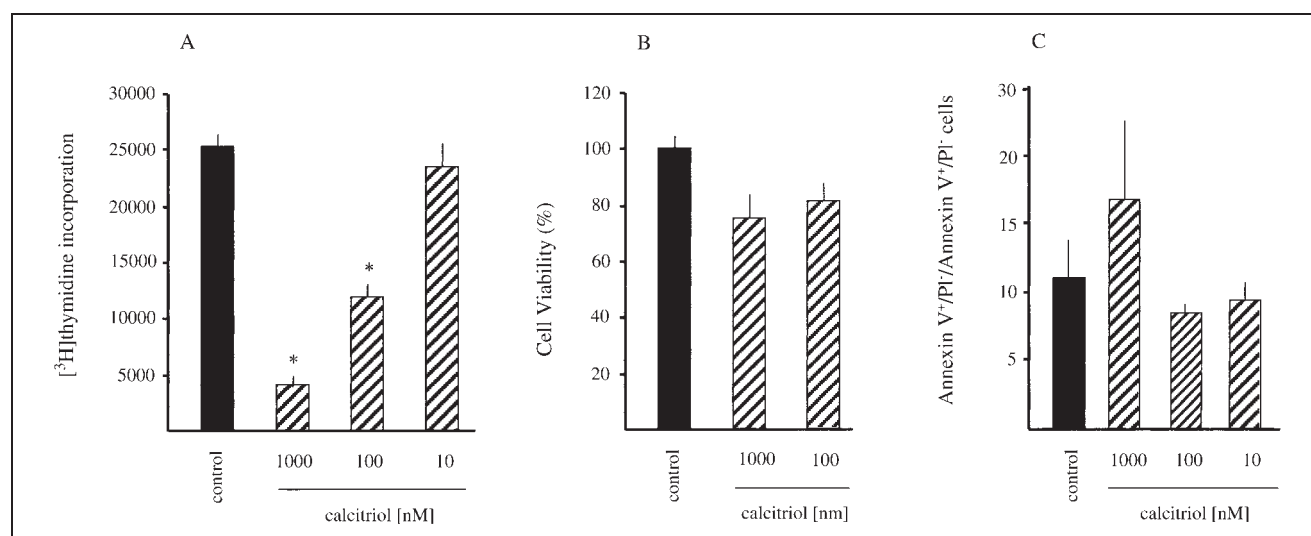 A
[³H]thymidine incorporation
30000
25000
20000
15000
10000
5000
*
*
control
1000
100
10
calcitriol [nM]
B
Cell Viability (%)
120
100
80
60
40
20
control
1000
100
calcitriol [nm]
C
Annexin V⁺/PI⁻/Annexin V⁺/PI⁻ cells
30
25
20
15
10
5
control
1000
100
10
calcitriol [nM]